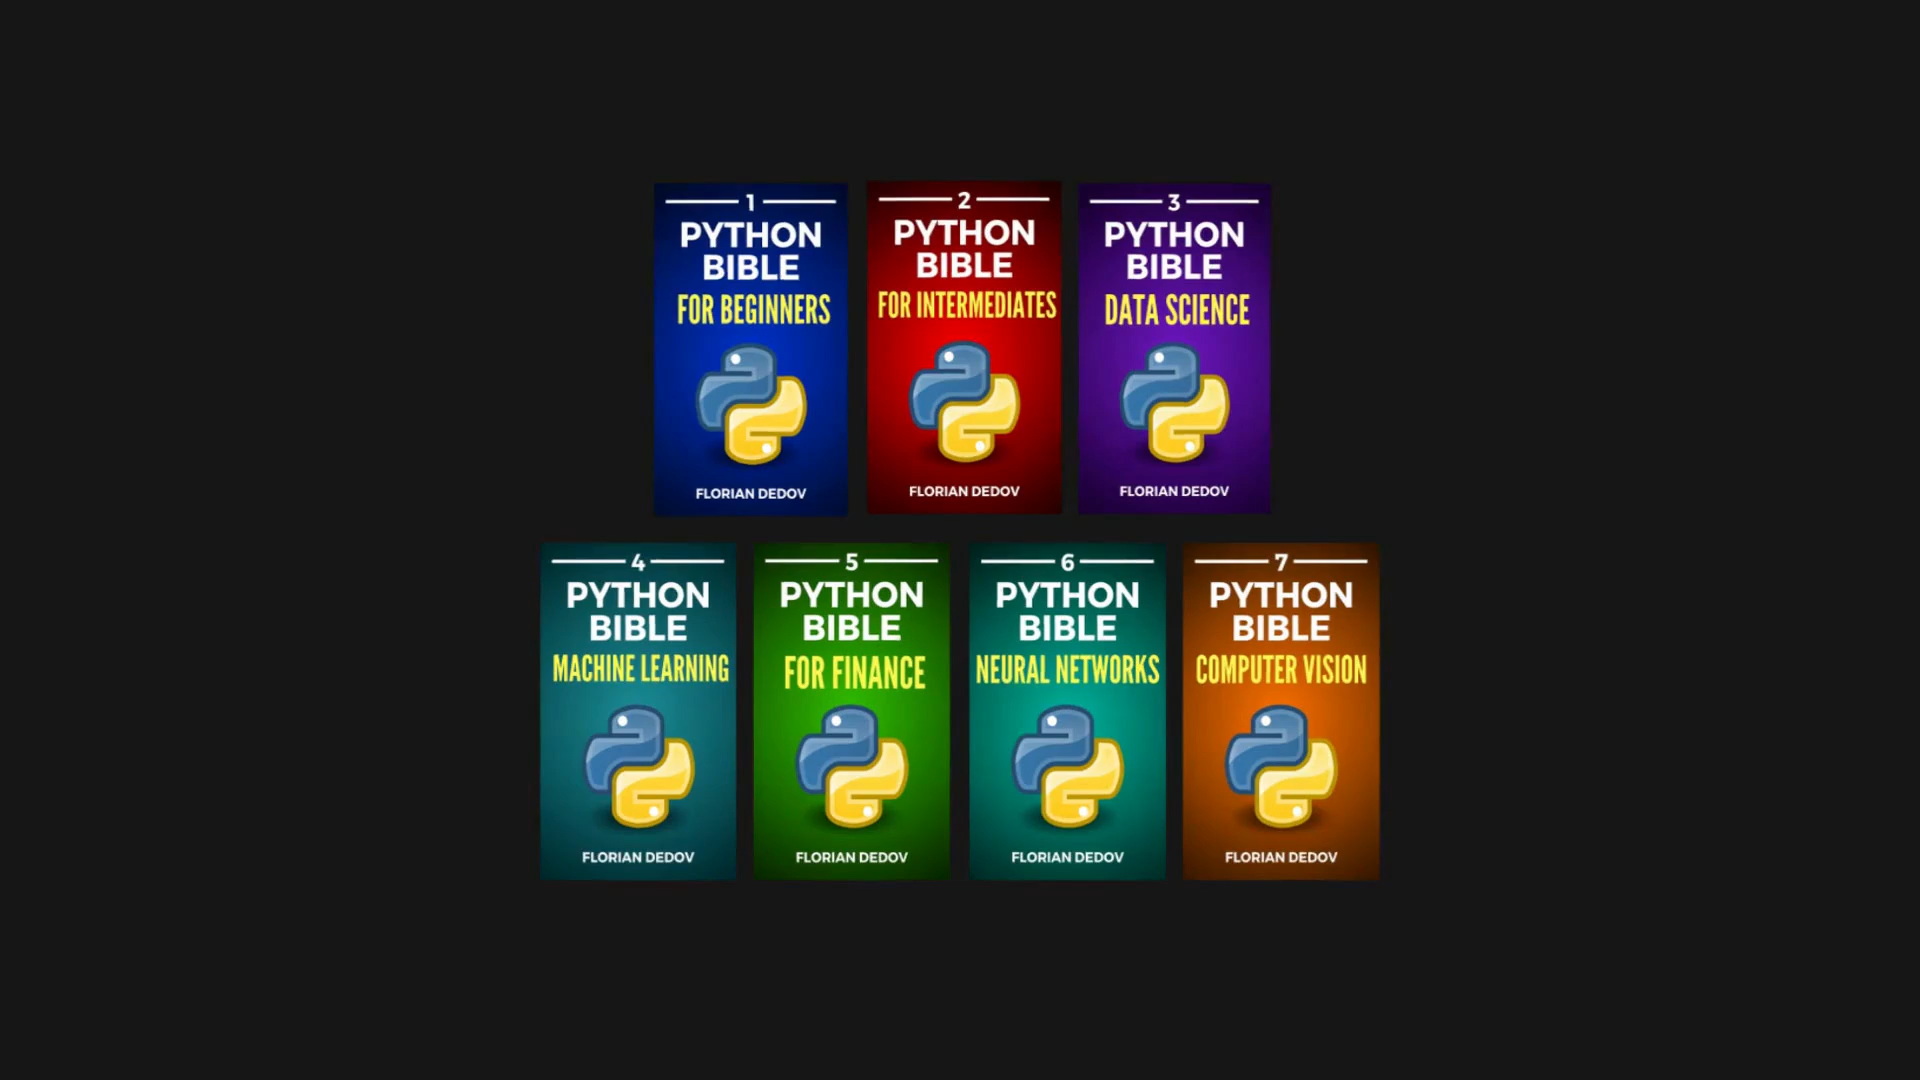 1
PYTHON
BIBLE
FOR BEGINNERS
FLORIAN DEDOV
2
PYTHON
BIBLE
FOR INTERMEDIATES
FLORIAN DEDOV
3
PYTHON
BIBLE
DATA SCIENCE
FLORIAN DEDOV
4
PYTHON
BIBLE
MACHINE LEARNING
FLORIAN DEDOV
5
PYTHON
BIBLE
FOR FINANCE
FLORIAN DEDOV
6
PYTHON
BIBLE
NEURAL NETWORKS
FLORIAN DEDOV
7
PYTHON
BIBLE
COMPUTER VISION
FLORIAN DEDOV